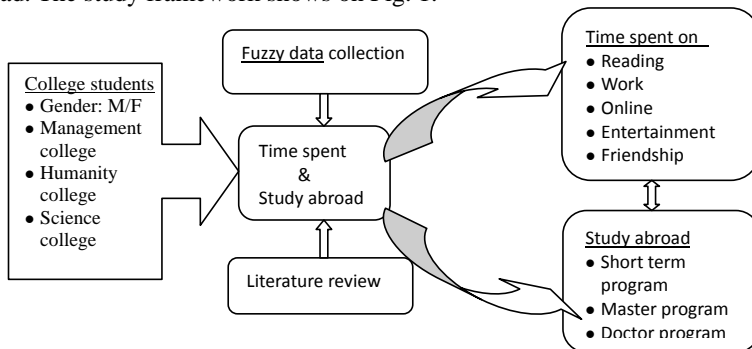 The study framework shows on Fig. 1.
Fuzzy data collection
College students
● Gender: M/F
● Management
college
● Humanity
college
● Science
college
Time spent
&
Study abroad
Literature review
Time spent on
● Reading
● Work
● Online
● Entertainment
● Friendship
Study abroad
● Short term
program
● Master program
● Doctor program